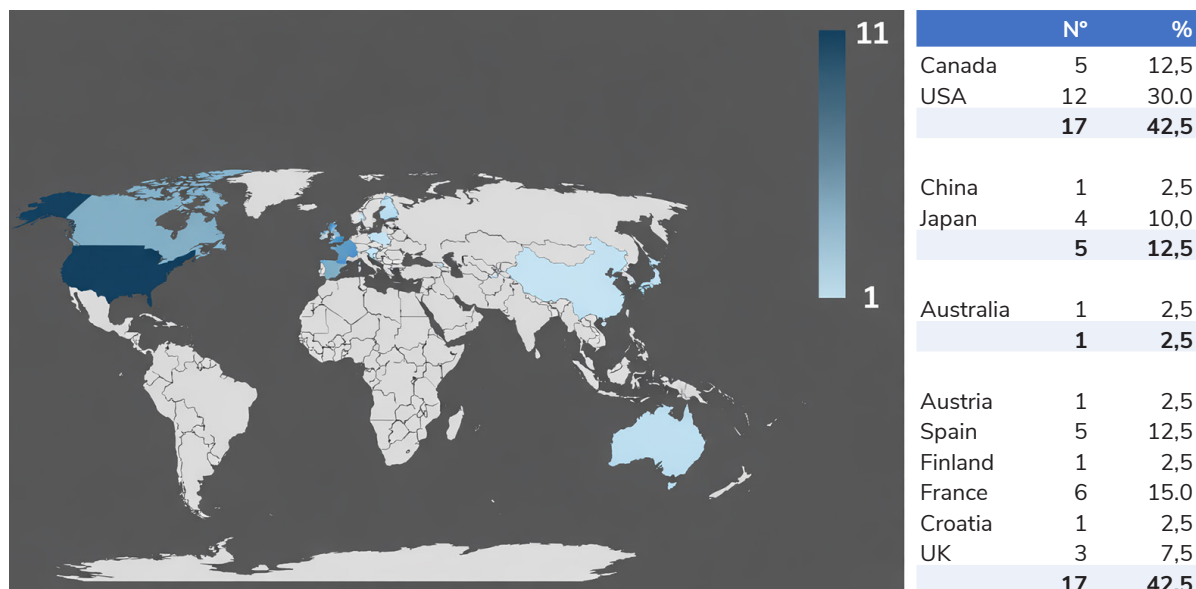 11
1
Nº %
Canada 5 12,5
USA 12 30.0
17 42,5
China 1 2,5
Japan 4 10,0
5 12,5
Australia 1 2,5
1 2,5
Austria 1 2,5
Spain 5 12,5
Finland 1 2,5
France 6 15.0
Croatia 1 2,5
UK 3 7,5
17 42,5